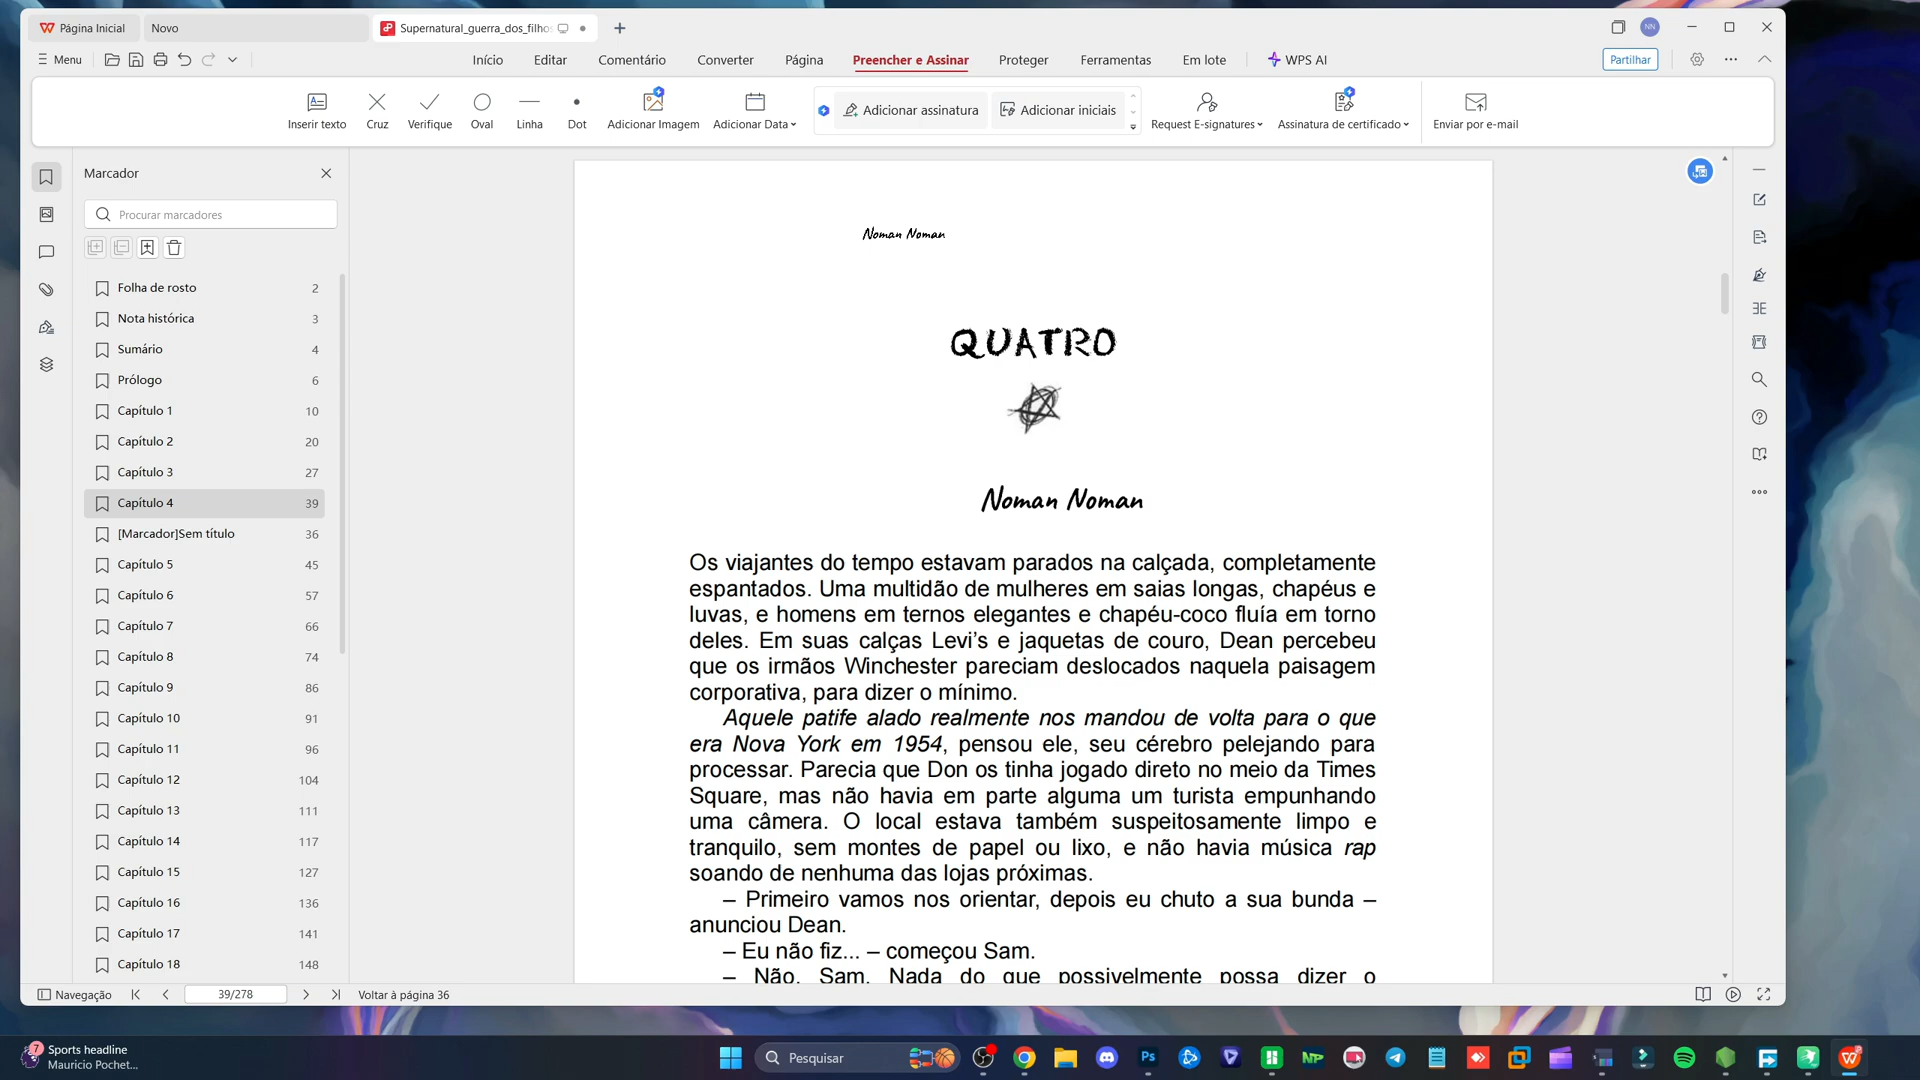 Página Inicial
Novo
Supernatural_guerra_dos_filhos
NN
Menu
Início
Editar
Comentário
Converter
Página
Preencher e Assinar
Proteger
Ferramentas
Em lote
WPS AI
Partilhar
Inserir texto
Cruz
Verifique
Oval
Linha
Dot
Adicionar Imagem
Adicionar Data
Adicionar assinatura
Adicionar iniciais
Request E-signatures
Assinatura de certificado
Enviar por e-mail
Marcador
Procurar marcadores
Folha de rosto 2
Nota histórica 3
Sumário 4
Prólogo 6
Capítulo 1 10
Capítulo 2 20
Capítulo 3 27
Capítulo 4 39
[Marcador]Sem título 36
Capítulo 5 45
Capítulo 6 57
Capítulo 7 66
Capítulo 8 74
Capítulo 9 86
Capítulo 10 91
Capítulo 11 96
Capítulo 12 104
Capítulo 13 111
Capítulo 14 117
Capítulo 15 127
Capítulo 16 136
Capítulo 17 141
Capítulo 18 148
Noman Noman
QUATRO
Noman Noman
Os viajantes do tempo estavam parados na calçada, completamente
espantados. Uma multidão de mulheres em saias longas, chapéus e
luvas, e homens em ternos elegantes e chapéu-coco fluía em torno
deles. Em suas calças Levi's e jaquetas de couro, Dean percebeu
que os irmãos Winchester pareciam deslocados naquela paisagem
corporativa, para dizer o mínimo.
Aquele patife alado realmente nos mandou de volta para o que
era Nova York em 1954, pensou ele, seu cérebro pelejando para
processar. Parecia que Don os tinha jogado direto no meio da Times
Square, mas não havia em parte alguma um turista empunhando
uma câmera. O local estava também suspeitosamente limpo e
tranquilo, sem montes de papel ou lixo, e não havia música rap
soando de nenhuma das lojas próximas.
– Primeiro vamos nos orientar, depois eu chuto a sua bunda –
anunciou Dean.
– Eu não fiz... – começou Sam.
– Não, Sam. Nada do que possivelmente possa dizer o
Navegação
39/278
Voltar à página 36
7
Sports headline
Mauricio Pochet...
Pesquisar
Ps
NP